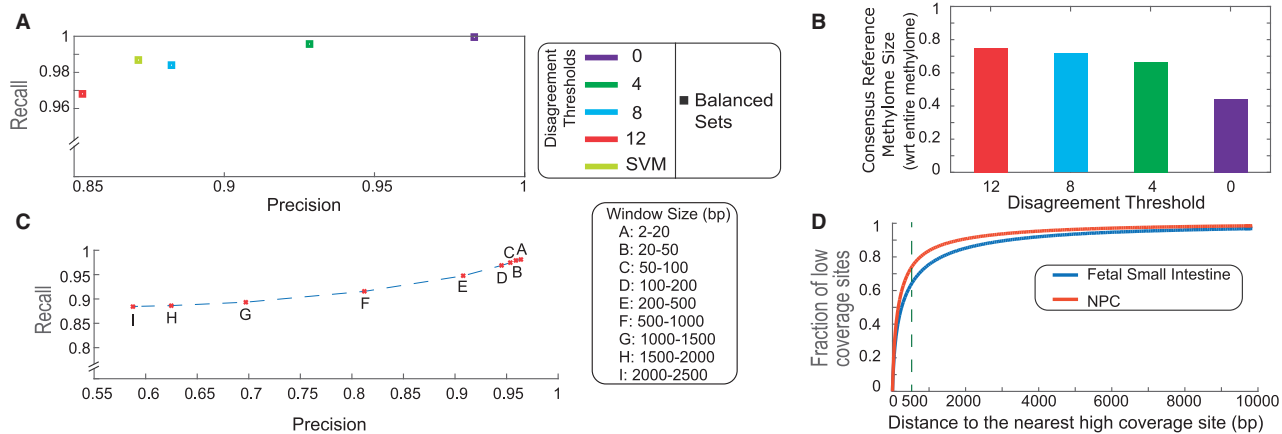 A
Recall
1
0.98
0.96
0.85
0.9
0.95
1
Precision
Disagreement
Thresholds
0
4
8
12
SVM
Balanced
Sets
B
Consensus Reference
Methylome Size
(wrt entire methylome)
1
0.8
0.6
0.4
0.2
0
12
8
4
0
Disagreement Threshold
C
Recall
0.95
0.9
0.85
0.8
I
H
G
F
E
D
C
B
A
0.55
0.6
0.65
0.7
0.75
0.8
0.85
0.9
0.95
1
Precision
Window Size (bp)
A: 2-20
B: 20-50
C: 50-100
D: 100-200
E: 200-500
F: 500-1000
G: 1000-1500
H: 1500-2000
I: 2000-2500
D
Fraction of low
coverage sites
1
0.8
0.6
0.4
0.2
0
Fetal Small Intestine
NPC
0 500 2000 4000 6000 8000 10000
Distance to the nearest high coverage site (bp)